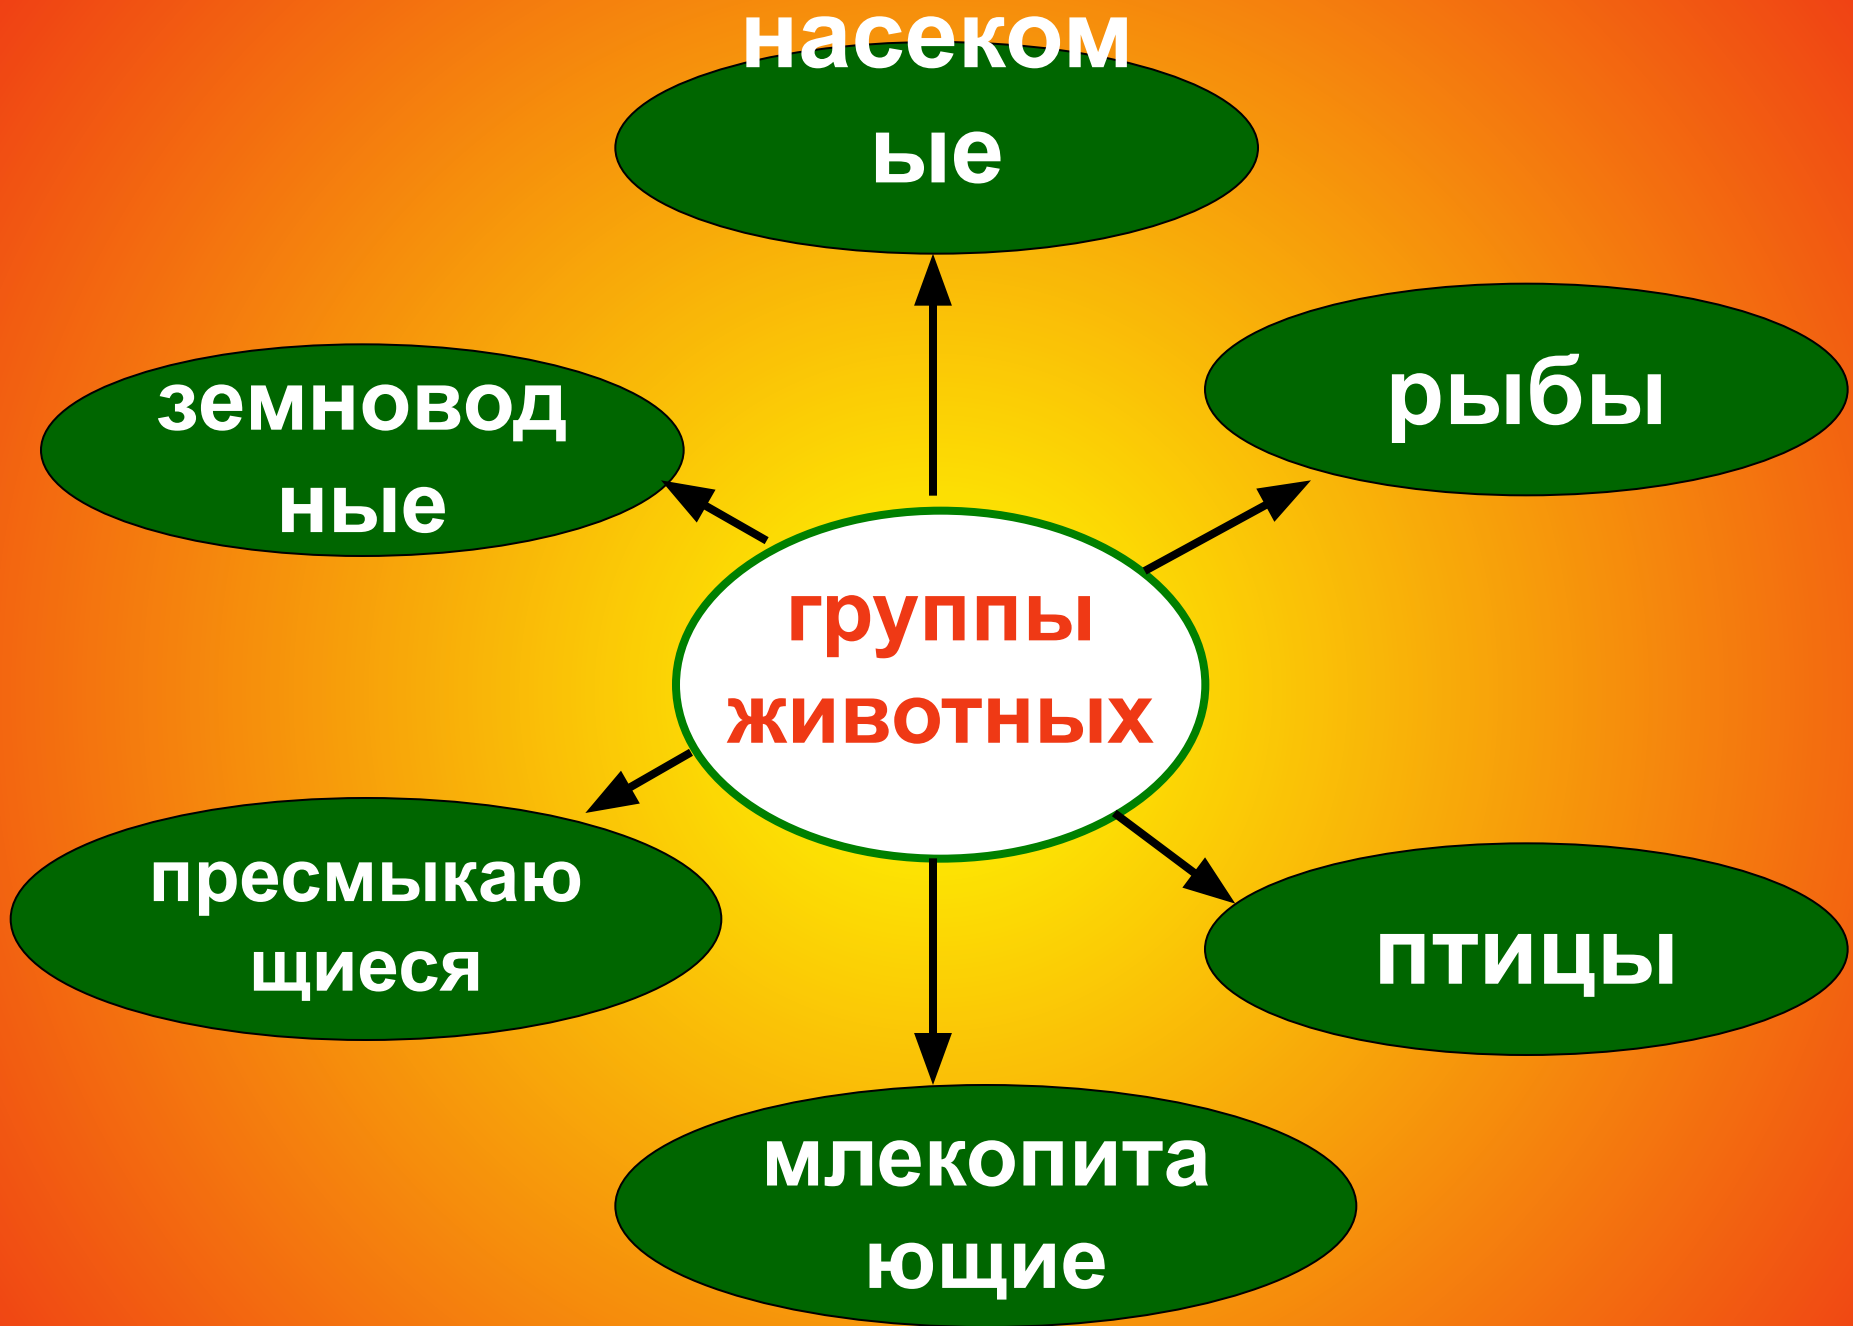 насеком
ые
рыбы
земновод
ные
группы
животных
пресмыкаю
щиеся
птицы
млекопита
ющие